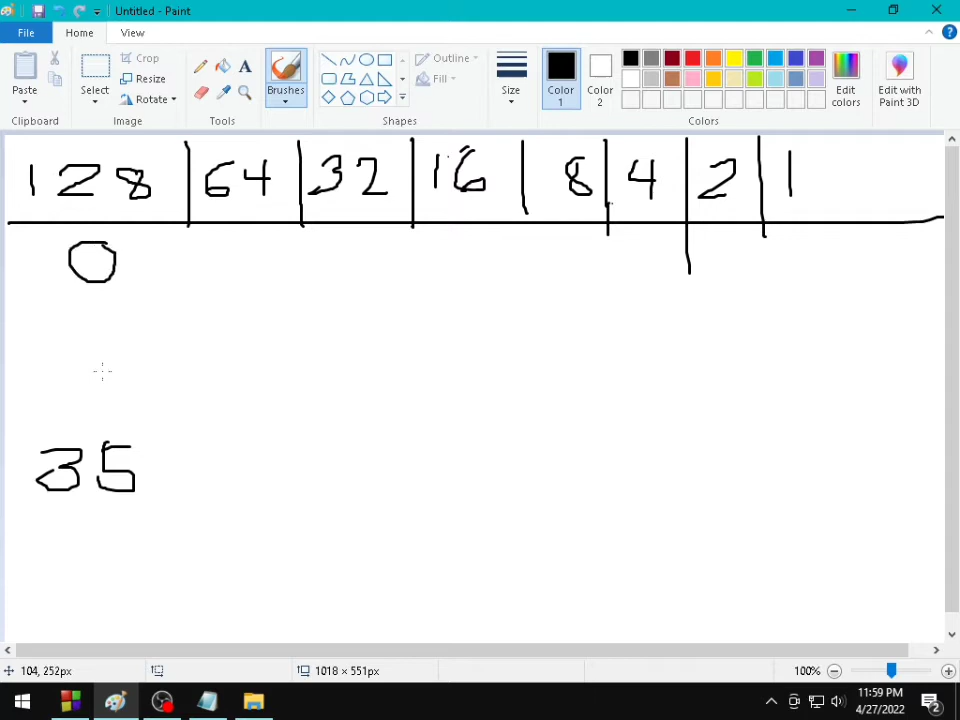 Untitled - Paint
File Home View
Paste Select Crop Resize Rotate Brushes Outline Fill Size Color 1 Color 2 Edit colors Edit with Paint 3D
Clipboard Image Tools Shapes Colors
128 64 32 16 8 4 2 1
0
35
104, 252px 1018 × 551px 100%
11:59 PM
4/27/2022
2